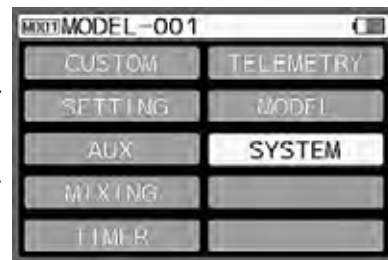 MODEL-001
CUSTOM TELEMETRY
SETTING MODEL
AUX SYSTEM
MIXING
TIMER